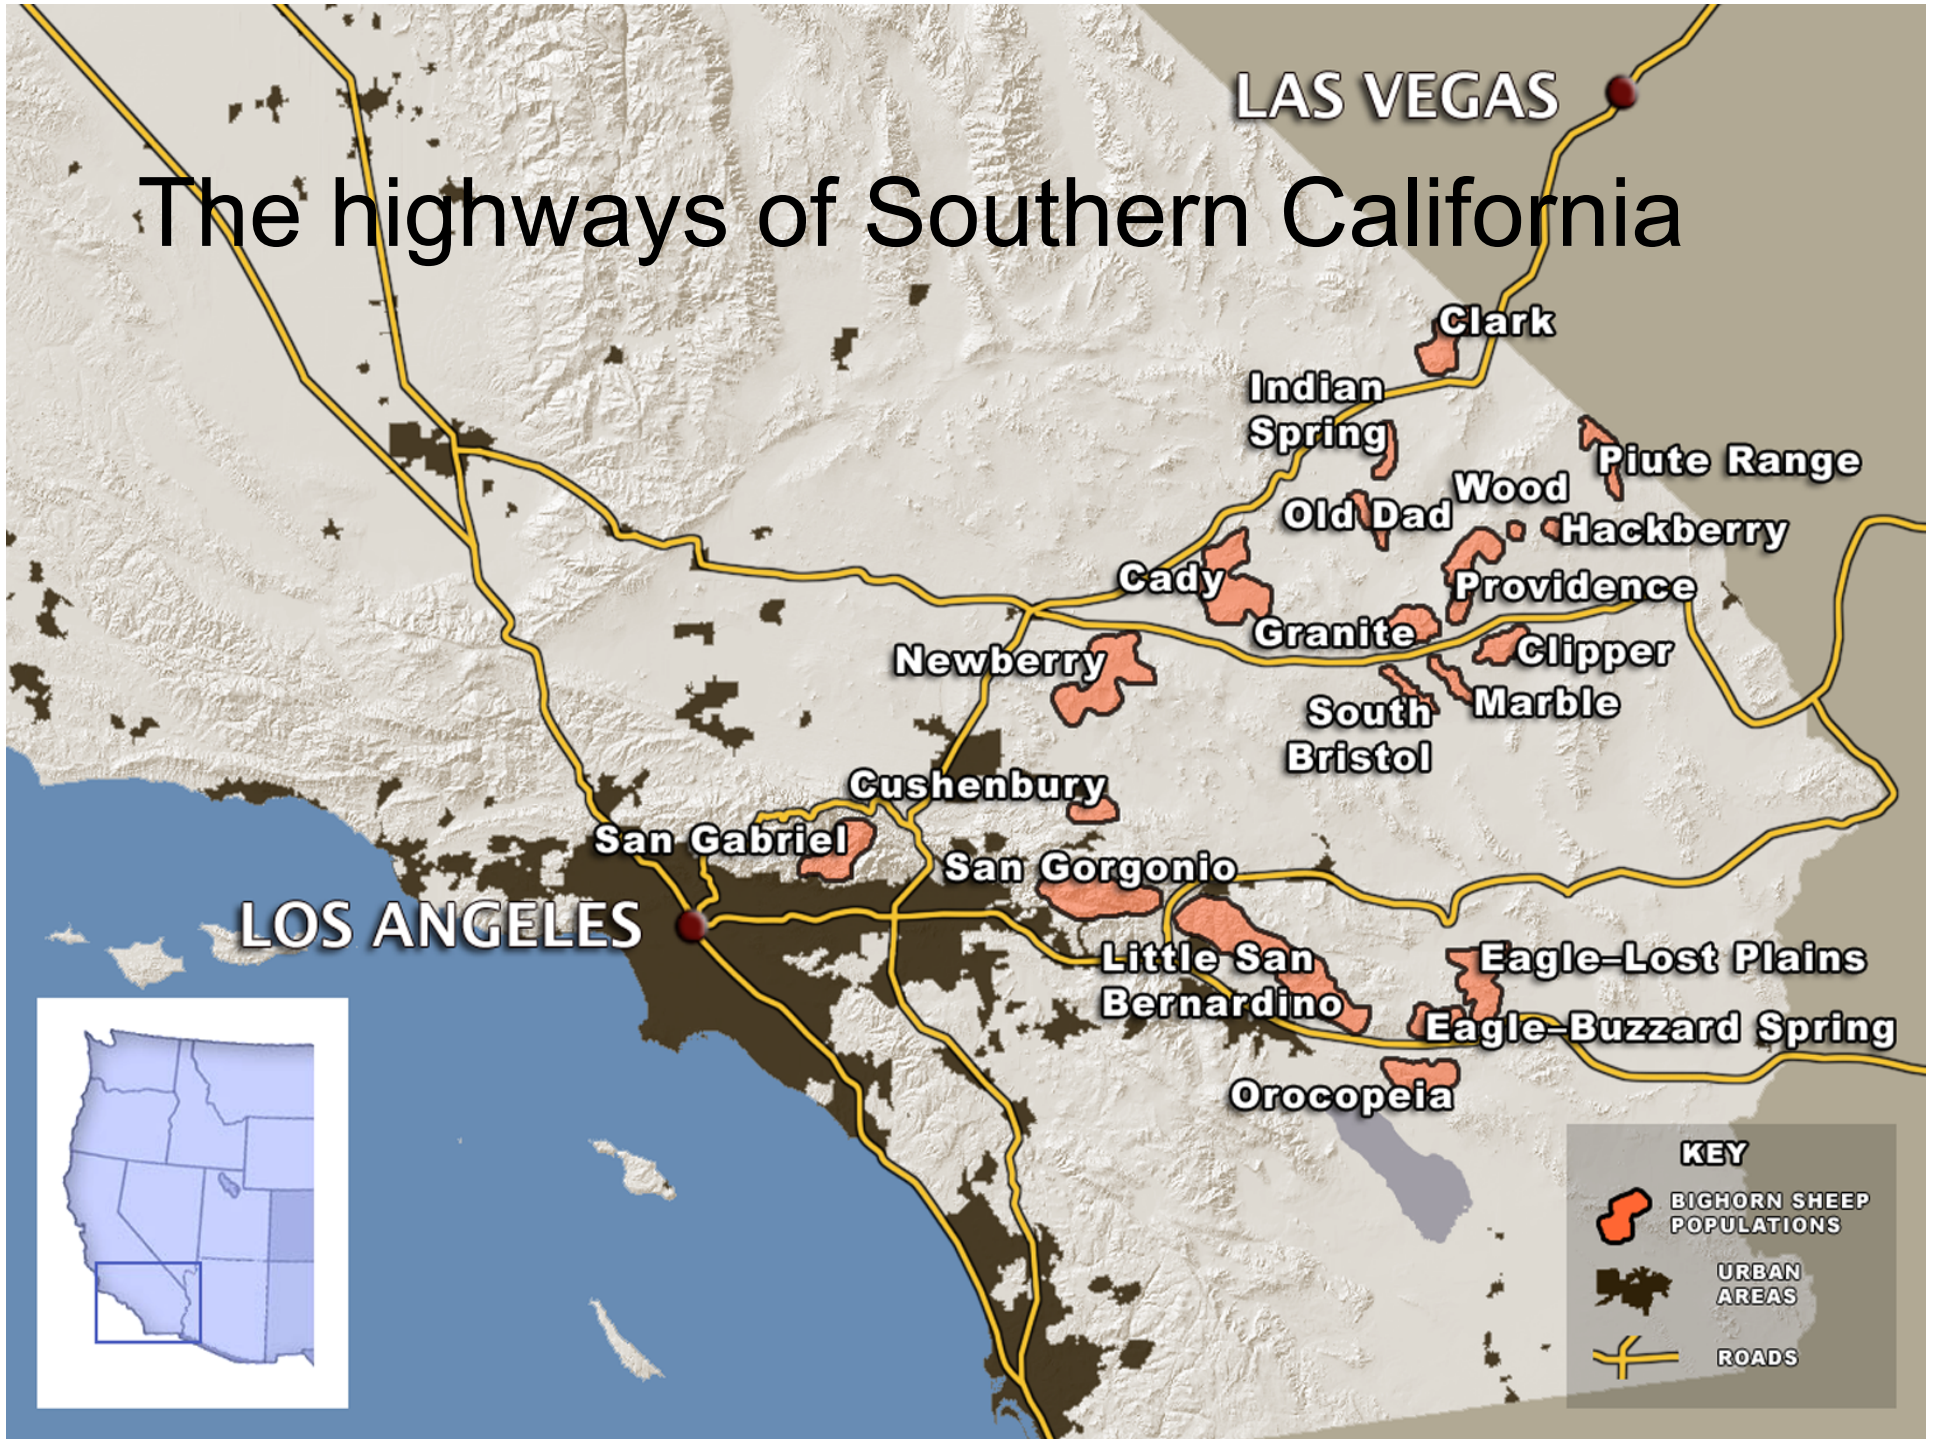 LAS VEGAS
The highways of Southern California
Clark
Indian
Spring
Piute Range
Wood
Old Dad
Hackberry
Cady
Providence
Granite
Clipper
Newberry
Marble
South
Bristol
Cushenbury
San Gabriel
San Gorgonio
LOS ANGELES
Little San
Bernardino
Eagle–Lost Plains
Eagle–Buzzard Spring
Orocopeia
KEY
BIGHORN SHEEP
POPULATIONS
URBAN
AREAS
ROADS